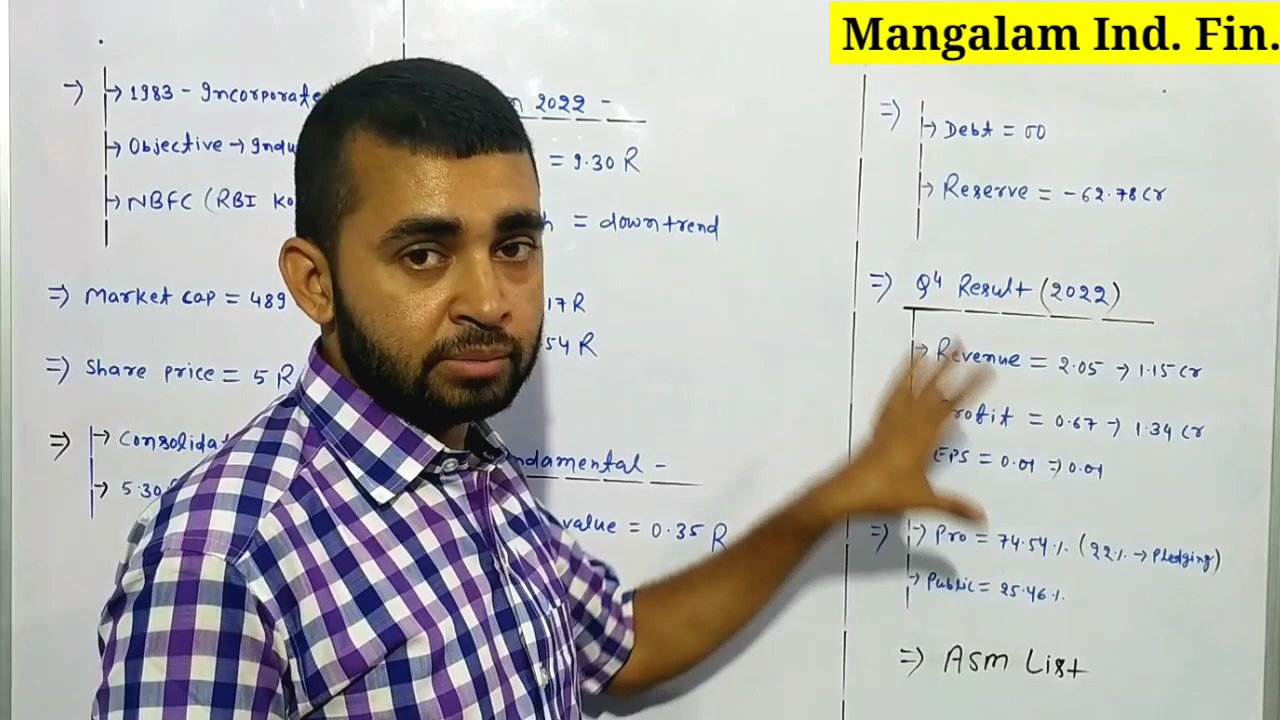 Mangalam Ind. Fin.
=) -> 1983 - Incorporate
-> Objective -> Indu
-> NBFC (RBI Ko
=) Market cap = 489
=) Share price = 5 R
=) -> Consolida
-> 5.30
2022 -
= 9.30 R
= downtrend
17 R
.54 R
ndamental -
value = 0.35 R
=) -> Debt = 00
-> Reserve = -62.78 Cr
=) Q4 Result (2022)
-> Revenue = 2.05 -> 1.15 Cr
rofit = 0.67 -> 1.34 Cr
EPS = 0.01 => 0.01
=) -> Pro = 74.54 %. (22 %. -> Pledging)
-> Public = 25.46 %.
=) ASM List